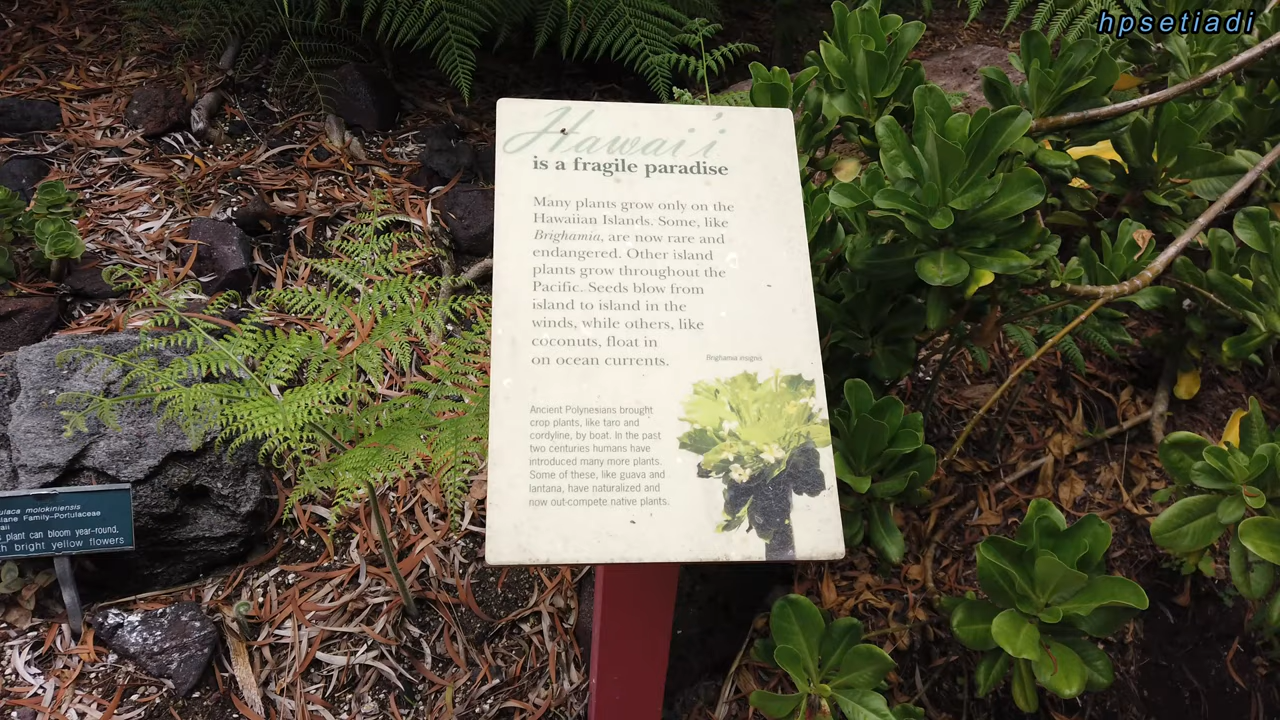 hpsetiadi
Hawai'i
is a fragile paradise
Many plants grow only on the
Hawaiian Islands. Some, like
Brighamia, are now rare and
endangered. Other island
plants grow throughout the
Pacific. Seeds blow from
island to island in the
winds, while others, like
coconuts, float in
on ocean currents.
Brighamia insignis
Ancient Polynesians brought
crop plants, like taro and
cordyline, by boat. In the past
two centuries humans have
introduced many more plants.
Some of these, like guava and
lantana, have naturalized and
now out-compete native plants.
molokiniensis
Family-Portulaceae
plant can bloom year-round,
bright yellow flowers